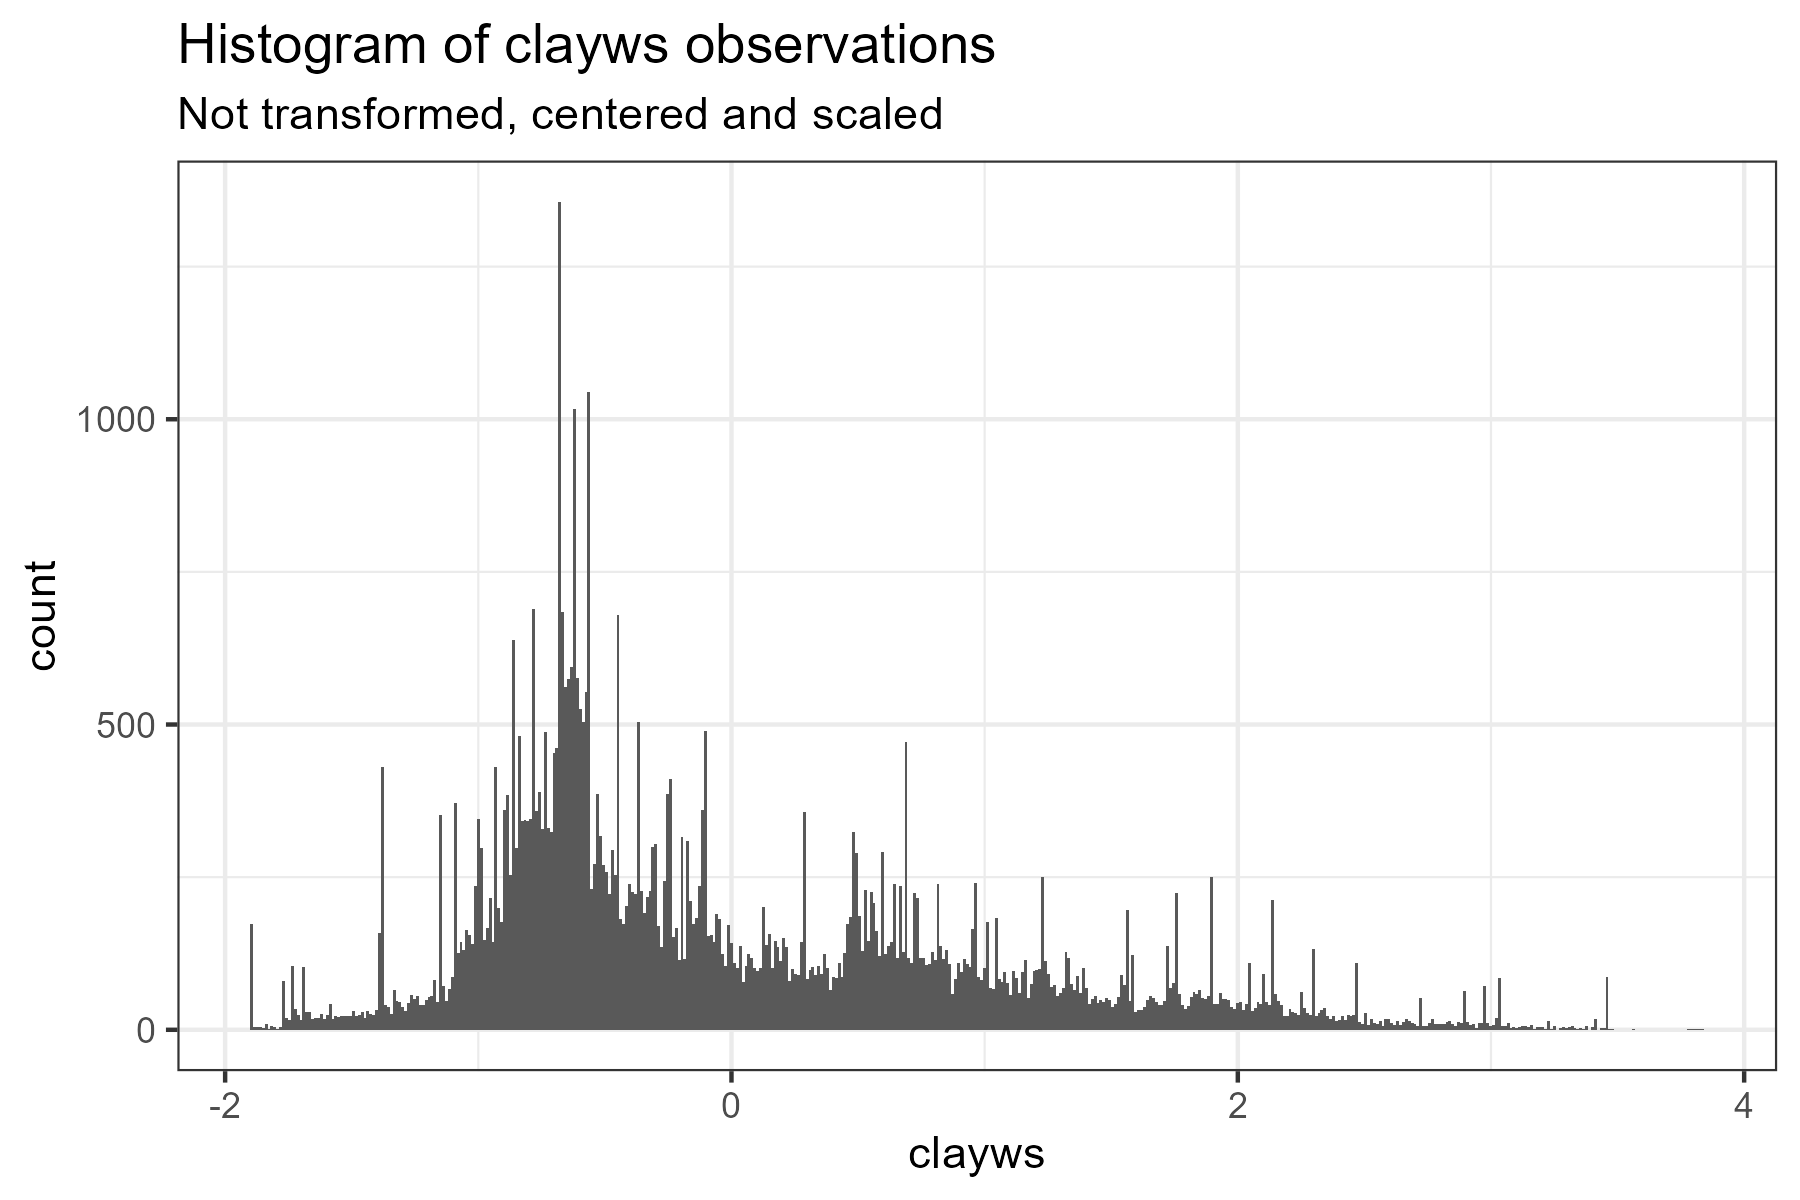 Histogram of clayws observations
Not transformed, centered and scaled
count
1000
500
0
-2
0
2
4
clayws